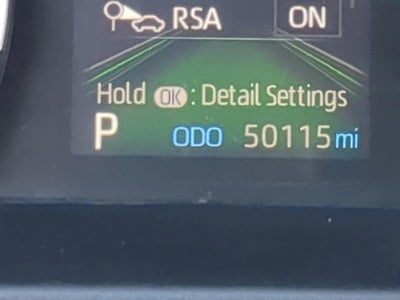 RSA ON
Hold OK : Detail Settings
P ODO 50115 mi